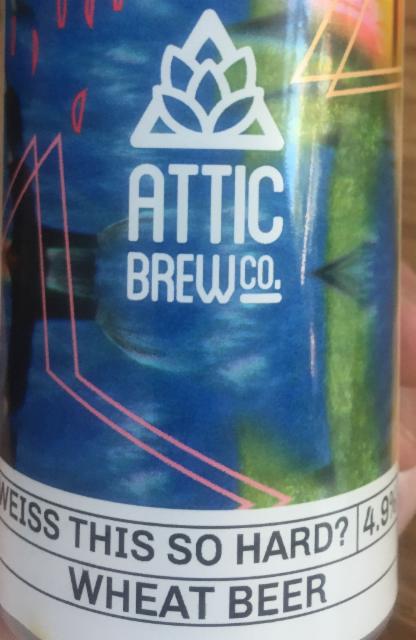 ATTIC
BREW CO.
WEISS THIS SO HARD? 4.9%
WHEAT BEER